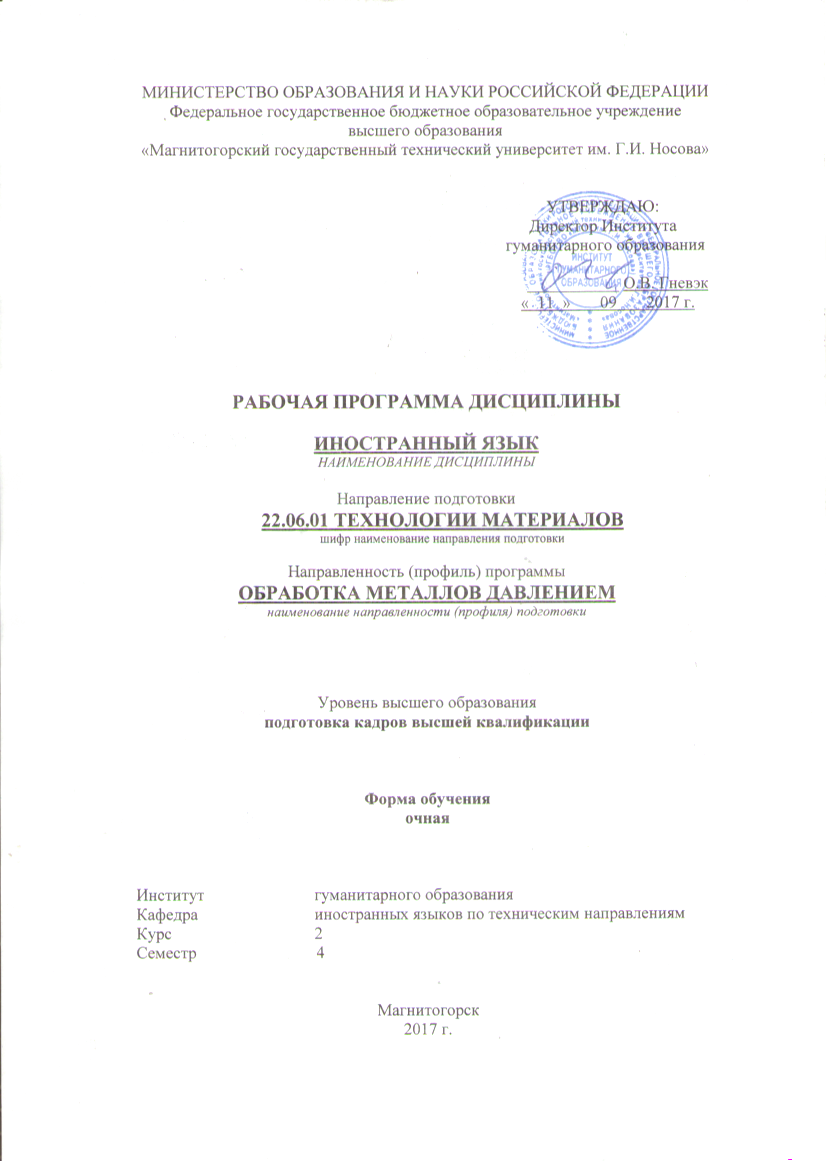 МИНИСТЕРСТВО ОБРАЗОВАНИЯ И НАУКИ РОССИЙСКОЙ ФЕДЕРАЦИИ
Федеральное государственное бюджетное образовательное учреждение
высшего образования
«Магнитогорский государственный технический университет им. Г.И. Носова»
УТВЕРЖДАЮ:
Директор Института
гуманитарного образования
ИНСТИТУТ
ГУМАНИТАРНОГО
ОБРАЗОВАНИЯ
О.В. Гневэк
« 11 » 09 2017 г.
РАБОЧАЯ ПРОГРАММА ДИСЦИПЛИНЫ
ИНОСТРАННЫЙ ЯЗЫК
НАИМЕНОВАНИЕ ДИСЦИПЛИНЫ
Направление подготовки
22.06.01 ТЕХНОЛОГИИ МАТЕРИАЛОВ
шифр наименование направления подготовки
Направленность (профиль) программы
ОБРАБОТКА МЕТАЛЛОВ ДАВЛЕНИЕМ
наименование направленности (профиля) подготовки
Уровень высшего образования
подготовка кадров высшей квалификации
Форма обучения
очная
Институт гуманитарного образования
Кафедра иностранных языков по техническим направлениям
Курс 2
Семестр 4
Магнитогорск
2017 г.